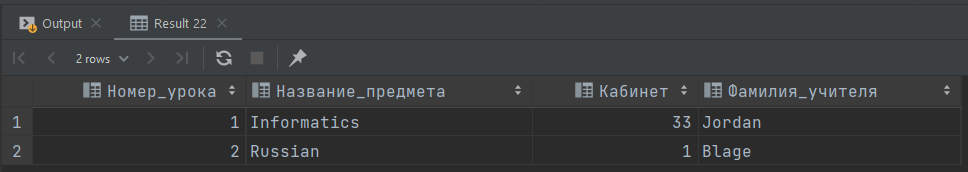 Output Result 22
2 rows
Номер_урока Название_предмета Кабинет Фамилия_учителя
1 1 Informatics 33 Jordan
2 2 Russian 1 Blage